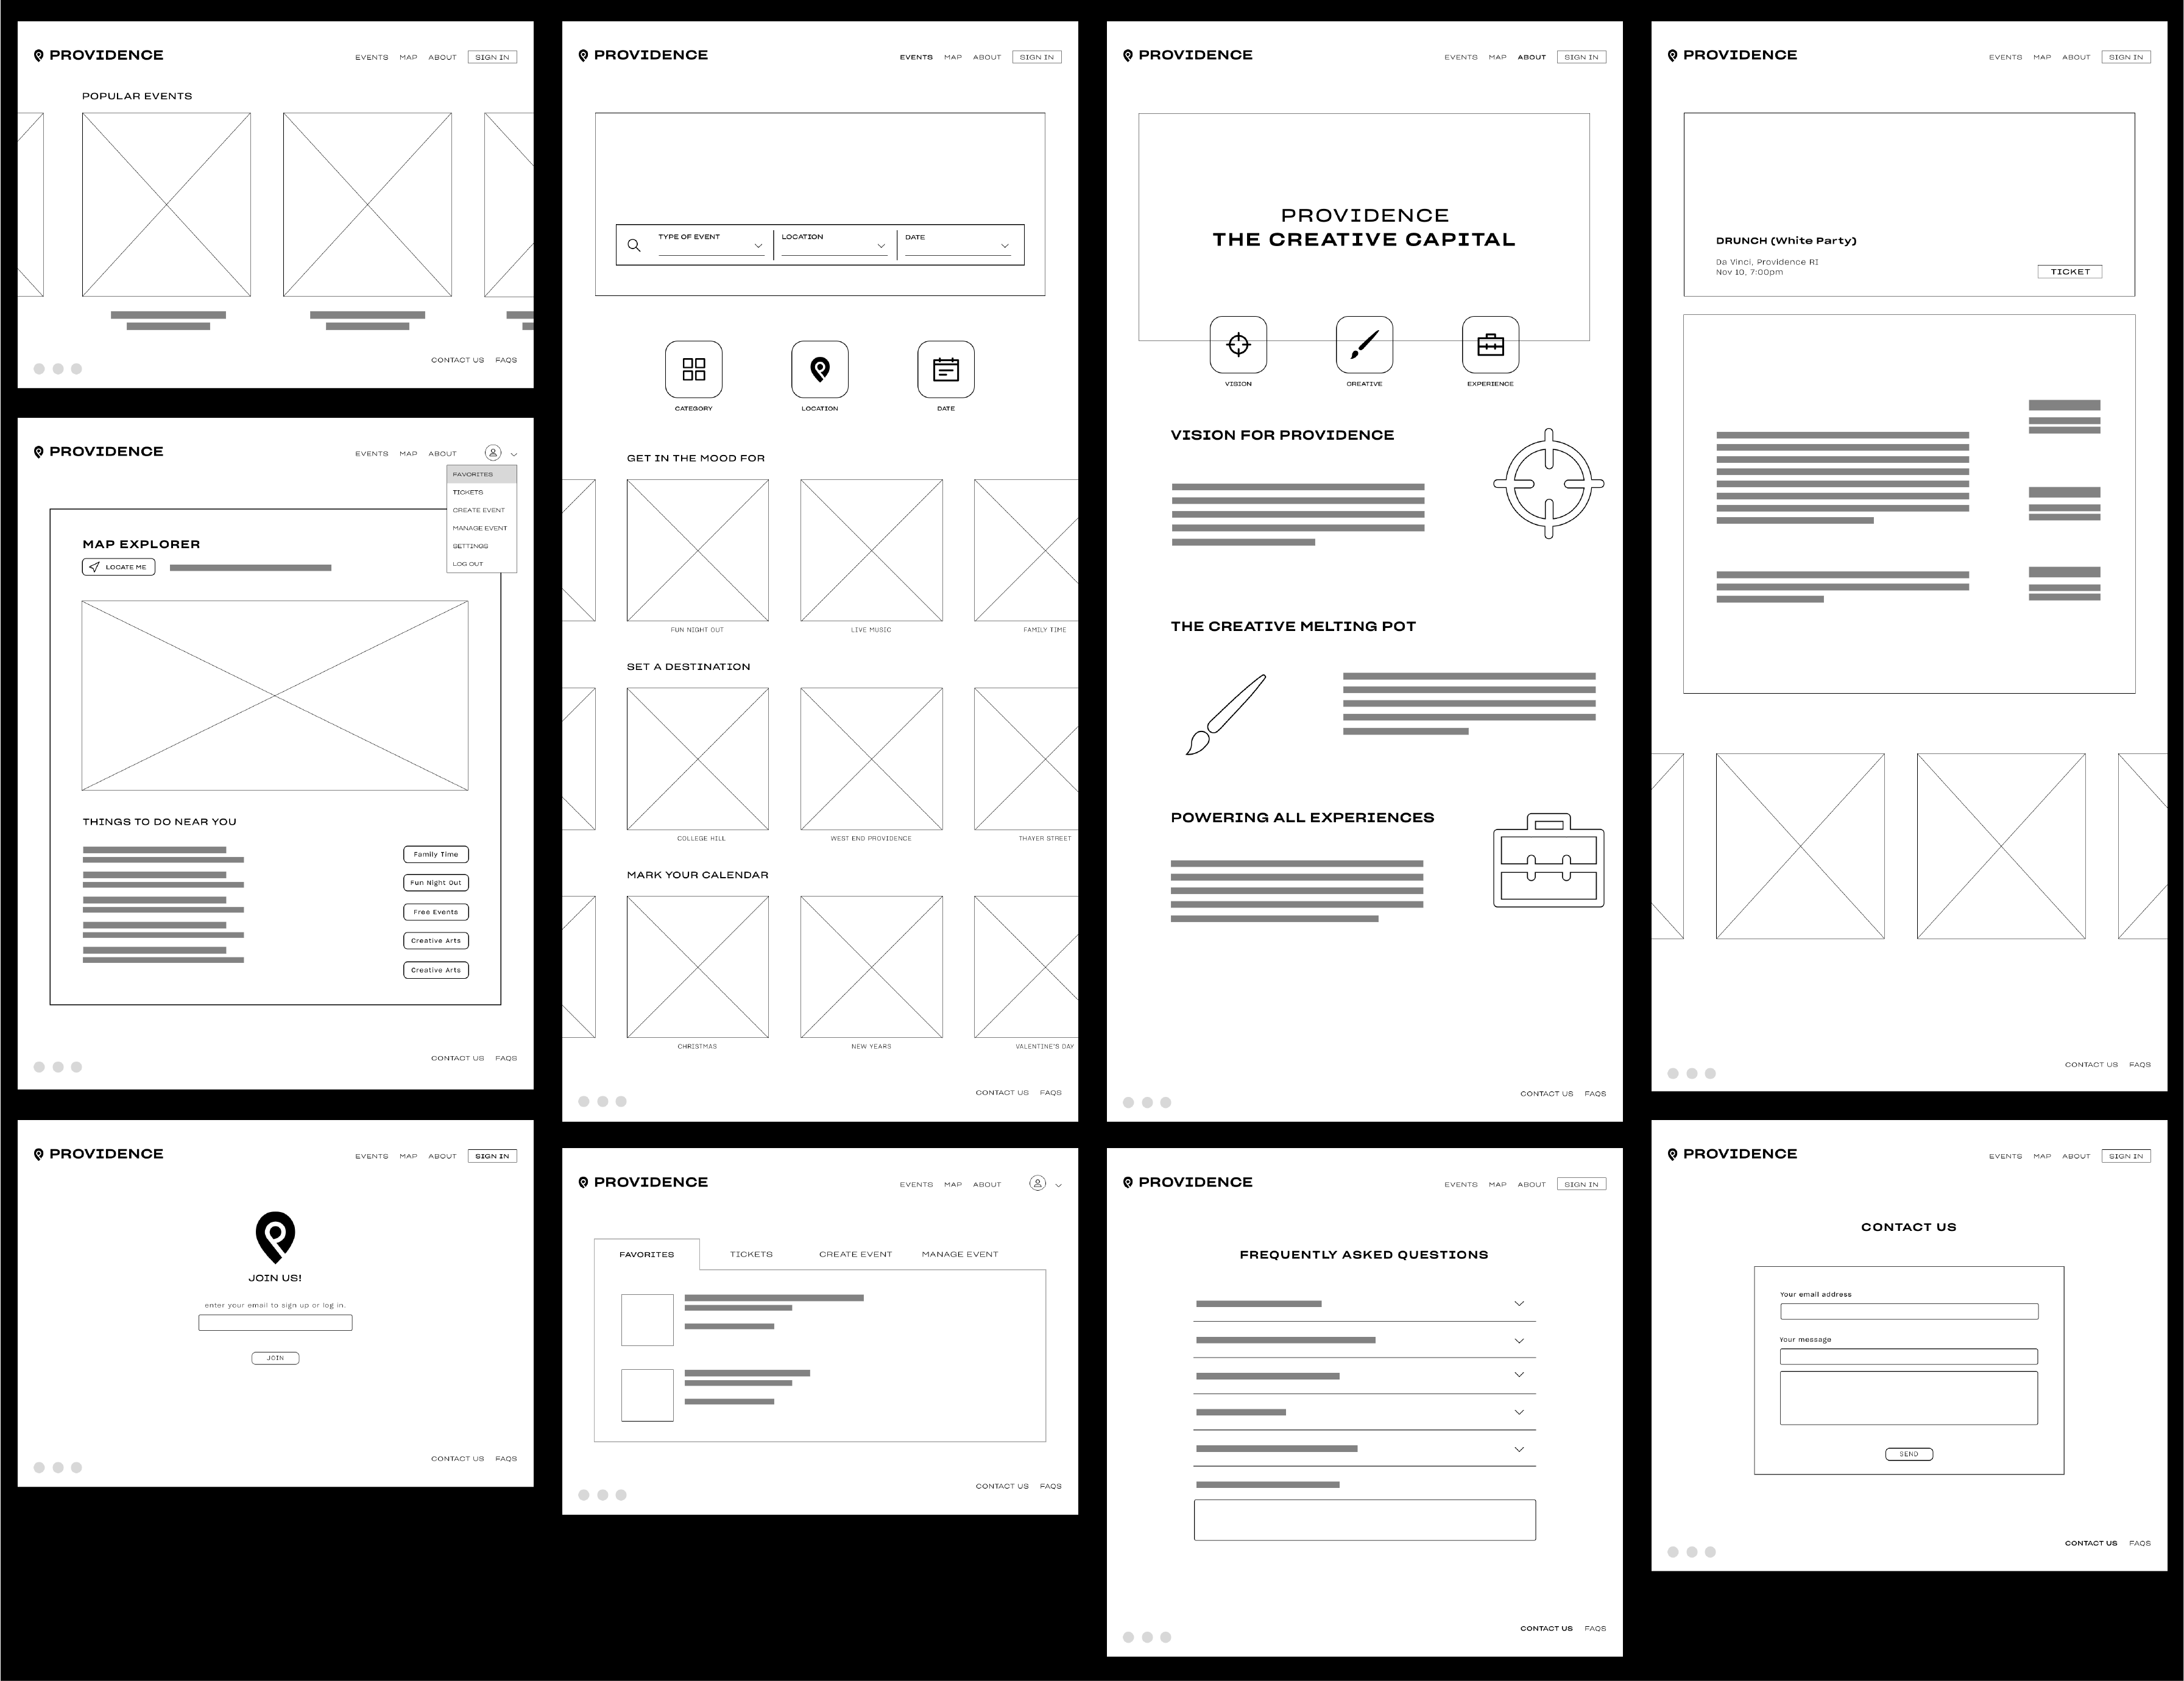 PROVIDENCE
EVENTS MAP ABOUT SIGN IN
POPULAR EVENTS
CONTACT US FAQS
PROVIDENCE
EVENTS MAP ABOUT
FAVORITES
TICKETS
CREATE EVENT
MANAGE EVENT
SETTINGS
LOG OUT
MAP EXPLORER
LOCATE ME
THINGS TO DO NEAR YOU
Family Time
Fun Night Out
Free Events
Creative Arts
Creative Arts
CONTACT US FAQS
PROVIDENCE
EVENTS MAP ABOUT SIGN IN
JOIN US!
enter your email to sign up or log in.
JOIN
CONTACT US FAQS
PROVIDENCE
EVENTS MAP ABOUT SIGN IN
TYPE OF EVENT LOCATION DATE
CATEGORY LOCATION DATE
GET IN THE MOOD FOR
FUN NIGHT OUT LIVE MUSIC FAMILY TIME
SET A DESTINATION
COLLEGE HILL WEST END PROVIDENCE THAYER STREET
MARK YOUR CALENDAR
CHRISTMAS NEW YEARS VALENTINE'S DAY
CONTACT US FAQS
PROVIDENCE
EVENTS MAP ABOUT
FAVORITES TICKETS CREATE EVENT MANAGE EVENT
CONTACT US FAQS
PROVIDENCE
EVENTS MAP ABOUT SIGN IN
PROVIDENCE
THE CREATIVE CAPITAL
VISION CREATIVE EXPERIENCE
VISION FOR PROVIDENCE
THE CREATIVE MELTING POT
POWERING ALL EXPERIENCES
CONTACT US FAQS
PROVIDENCE
EVENTS MAP ABOUT SIGN IN
FREQUENTLY ASKED QUESTIONS
CONTACT US FAQS
PROVIDENCE
EVENTS MAP ABOUT SIGN IN
DRUNCH (White Party)
Da Vinci, Providence RI
Nov 10, 7:00pm
TICKET
CONTACT US FAQS
PROVIDENCE
EVENTS MAP ABOUT SIGN IN
CONTACT US
Your email address
Your message
SEND
CONTACT US FAQS